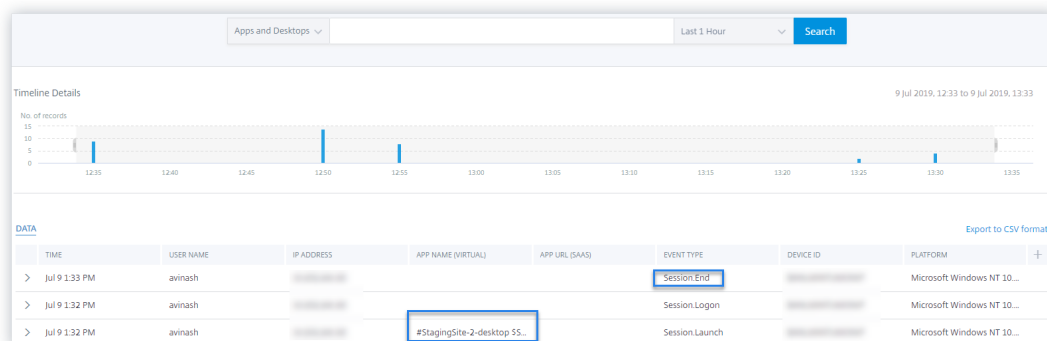 Apps and Desktops Last 1 Hour Search
Timeline Details 9 Jul 2019, 12:33 to 9 Jul 2019, 13:33
No. of records
15
10
5
0
12:35 12:40 12:45 12:50 12:55 13:00 13:05 13:10 13:15 13:20 13:25 13:30 13:35
DATA Export to CSV format
TIME USER NAME IP ADDRESS APP NAME (VIRTUAL) APP URL (SAAS) EVENT TYPE DEVICE ID PLATFORM +
> Jul 9 1:33 PM avinash Session.End Microsoft Windows NT 10....
> Jul 9 1:32 PM avinash Session.Logon Microsoft Windows NT 10....
> Jul 9 1:32 PM avinash #StagingSite-2-desktop SS... Session.Launch Microsoft Windows NT 10....